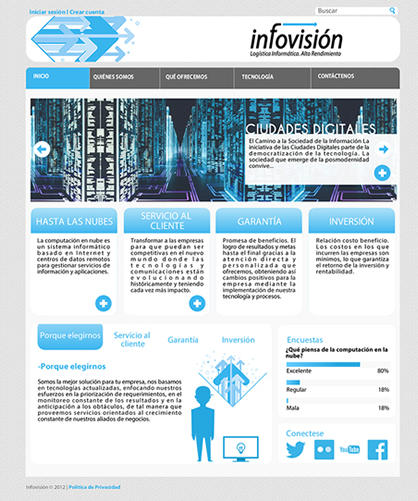 Iniciar sesión | Crear cuenta
Buscar
infovisión
Logística Informática. Alto Rendimiento
INICIO
QUIÉNES SOMOS
QUÉ OFRECEMOS
TECNOLOGÍA
CONTÁCTENOS
CIUDADES DIGITALES
El Camino a la Sociedad de la Información La
iniciativa de las Ciudades Digitales parte de la
democratización de la tecnología. La
sociedad que emerge de la posmodernidad
convive...
HASTA LAS NUBES
La computación en nube es
un sistema informático
basado en Internet y
centros de datos remotos
para gestionar servicios de
información y aplicaciones.
SERVICIO AL
CLIENTE
Transformar a las empresas
para que puedan ser
competitivas en el nuevo
mundo donde las
tecnologías y
comunicaciones están
evolucionando
históricamente y teniendo
cada vez más impacto.
GARANTÍA
Promesa de beneficios. El
logro de resultados y metas
hasta el final gracias a la
atención directa y
personalizada que
ofrecemos, obteniendo así
cambios positivos para la
empresa mediante la
implementación de nuestra
tecnología y procesos.
INVERSIÓN
Relación costo beneficio.
Los costos en los que
incurren las empresas son
mínimos, lo que garantiza
el retorno de la inversión y
rentabilidad.
Porque elegirnos
Servicio al
cliente
Garantía
Inversión
-Porque elegirnos
Somos la mejor solución para tu empresa, nos basamos
en tecnologías actualizadas, enfocando nuestros
esfuerzos en la priorización de requerimientos, en el
monitoreo constante de los resultados y en la
anticipación a los obstáculos, de tal manera que
proveemos servicios orientados al crecimiento
constante de nuestros aliados de negocios.
Encuestas
¿Qué piensa de la computación en la
nube?
Excelente 80%
Regular 18%
Mala 18%
Conectese
YouTube
Infovisión © 2012 | Política de Privacidad